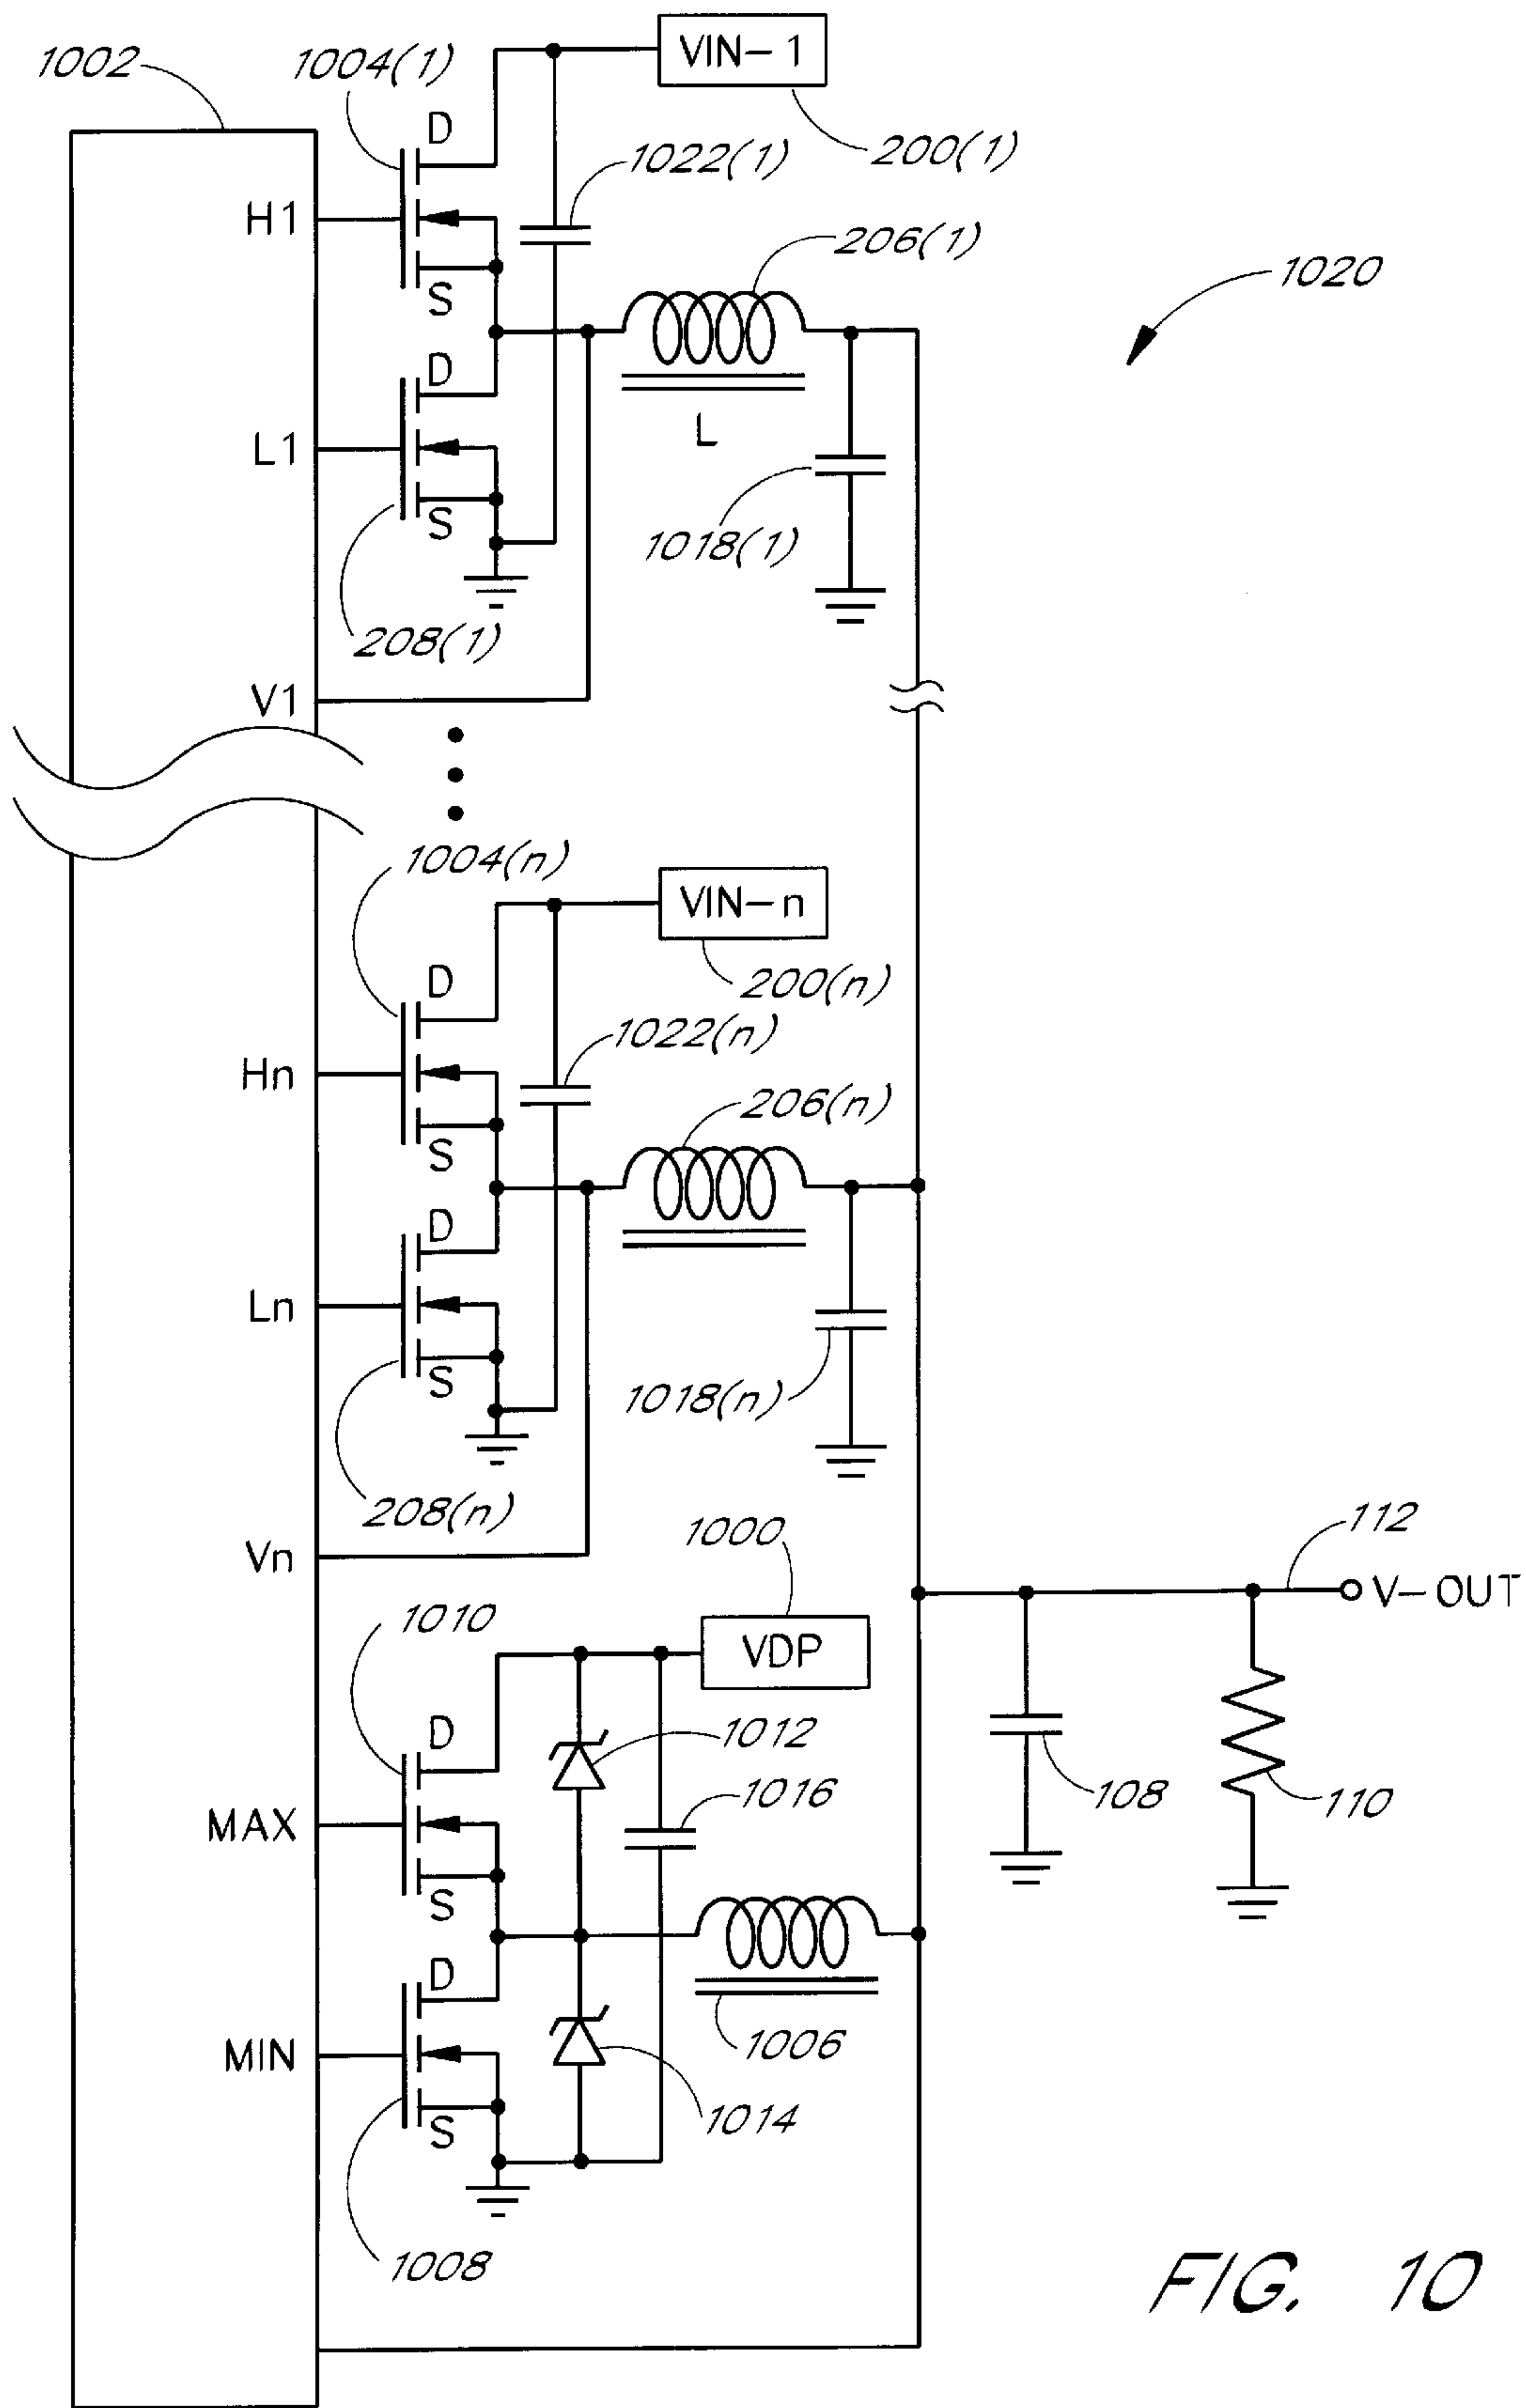 VIN-1
1002
1004(1)
D
200(1)
1022(1)
H1
206(1)
1020
S
D
L
L1
1018(1)
S
208(1)
V1
1004(n)
VIN-n
D
200(n)
1022(n)
Hn
206(n)
S
D
Ln
S
1018(n)
208(n)
1000
112
Vn
V-OUT
1010
VDP
D
1012
1016
108
110
MAX
S
D
1006
MIN
1014
S
1008
FIG. 10